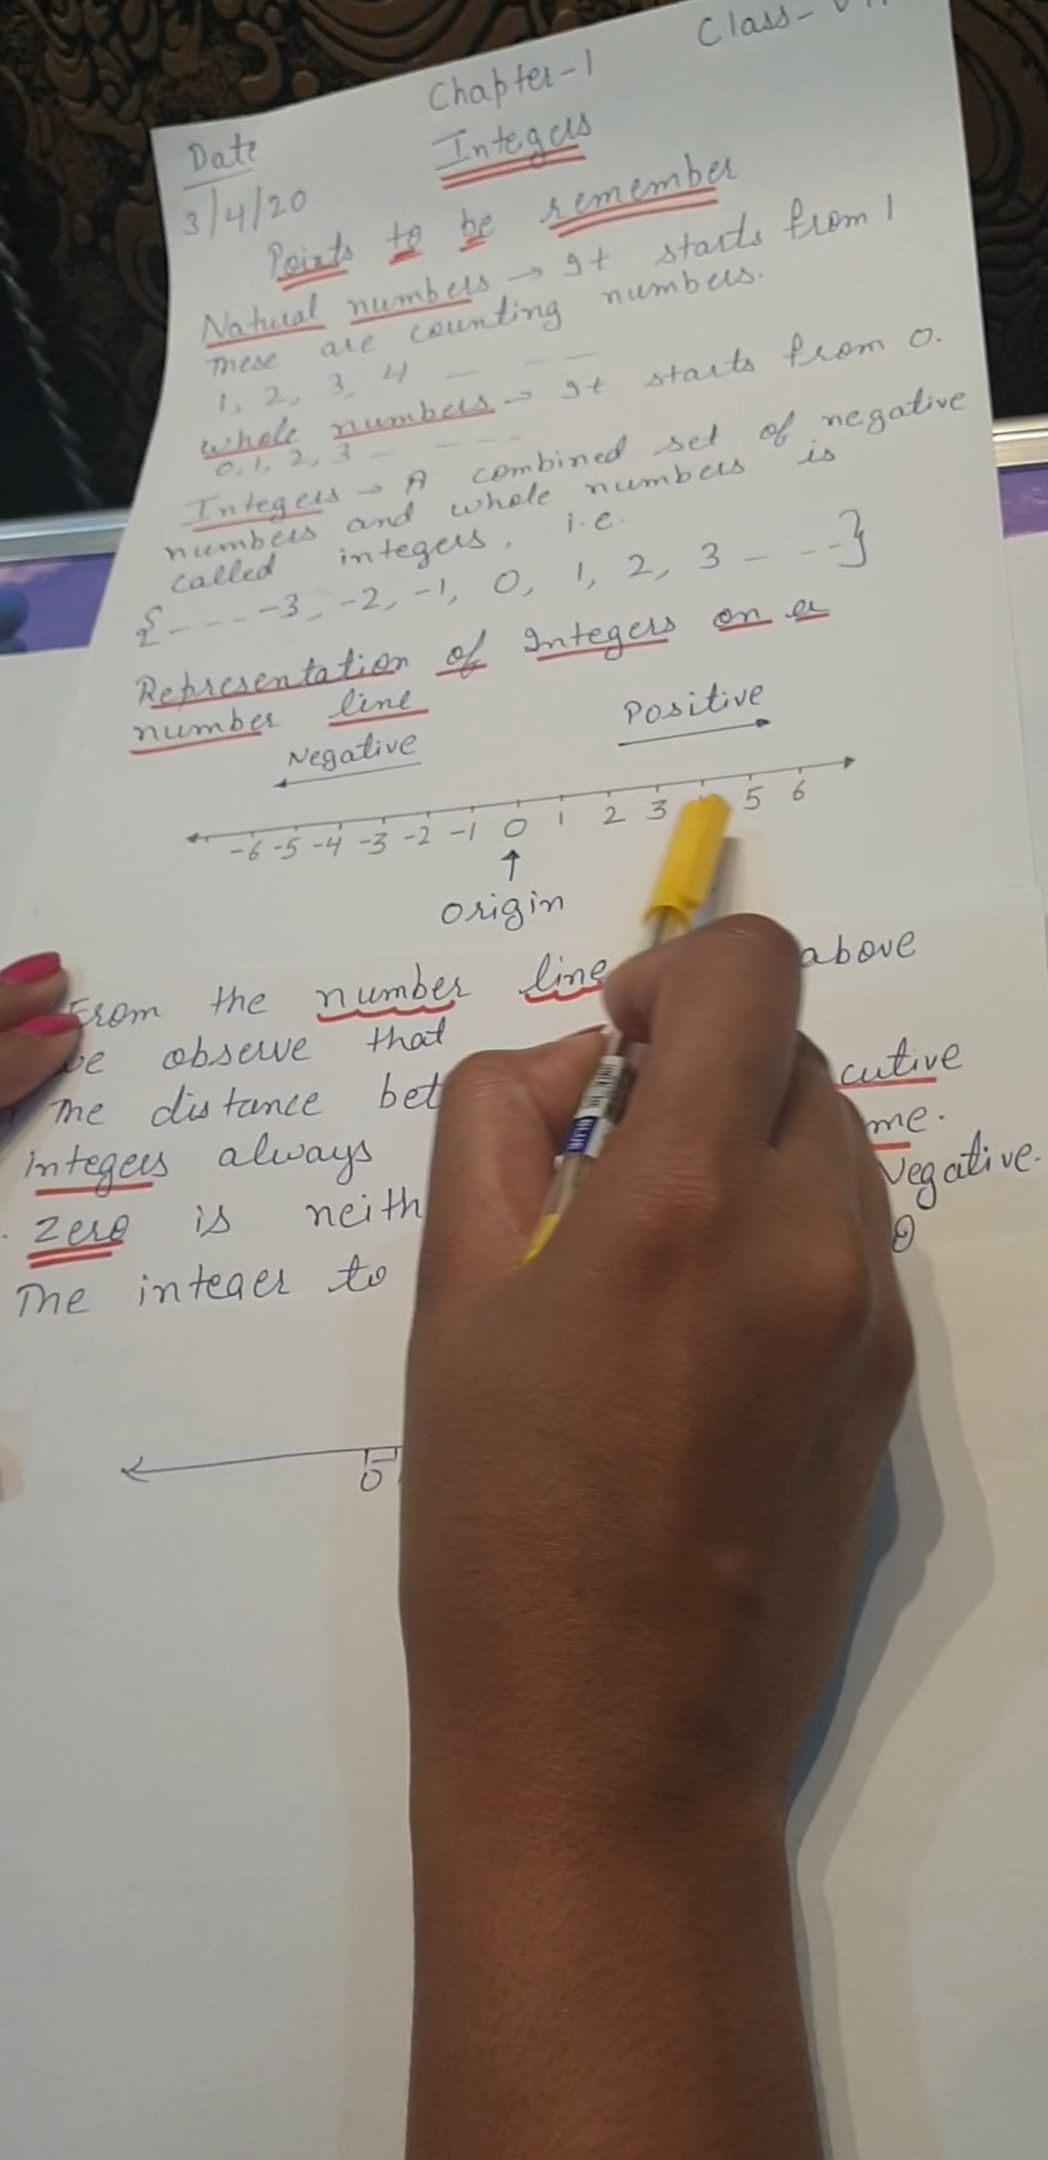 Class-
Chapter-1
Date
Integers
3/4/20
Points to be remember
Natural numbers → It starts from 1
These are counting numbers.
1, 2, 3, 4 - - -
whole numbers → It starts from 0.
0, 1, 2, 3 - - - -
Integers → A combined set of negative
numbers and whole numbers is
called integers. i.e.
{ - - - -3, -2, -1, 0, 1, 2, 3 - - - }
Representation of Integers on a
number line
Negative Positive
-6 -5 -4 -3 -2 -1 0 1 2 3 5 6
↑
origin
From the number line above
we observe that
The distance bet cutive
integers always me.
. Zero is neith Negative.
The integer to
0